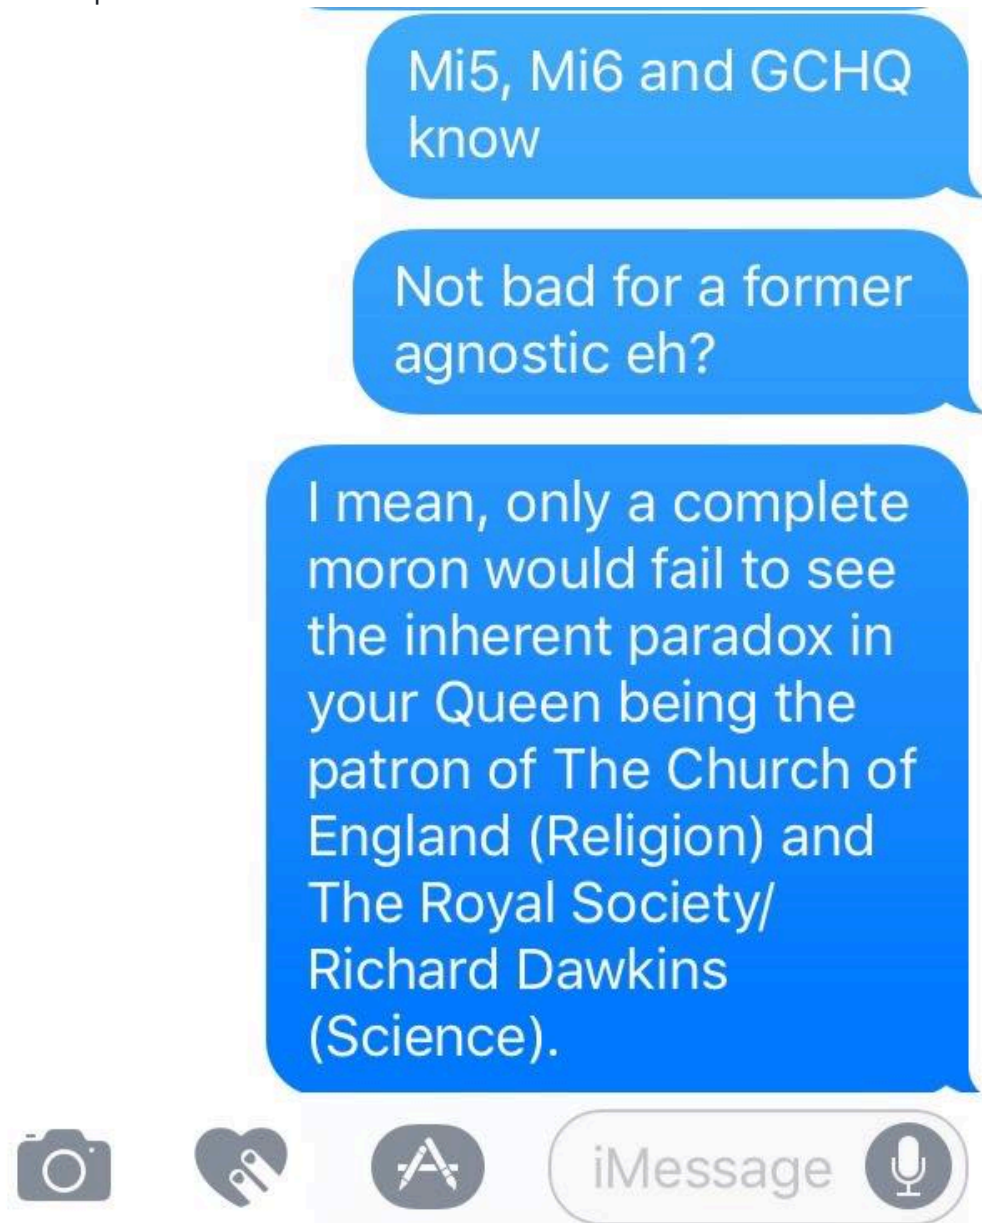 Mi5, Mi6 and GCHQ
know
Not bad for a former
agnostic eh?
I mean, only a complete
moron would fail to see
the inherent paradox in
your Queen being the
patron of The Church of
England (Religion) and
The Royal Society/
Richard Dawkins
(Science).
iMessage